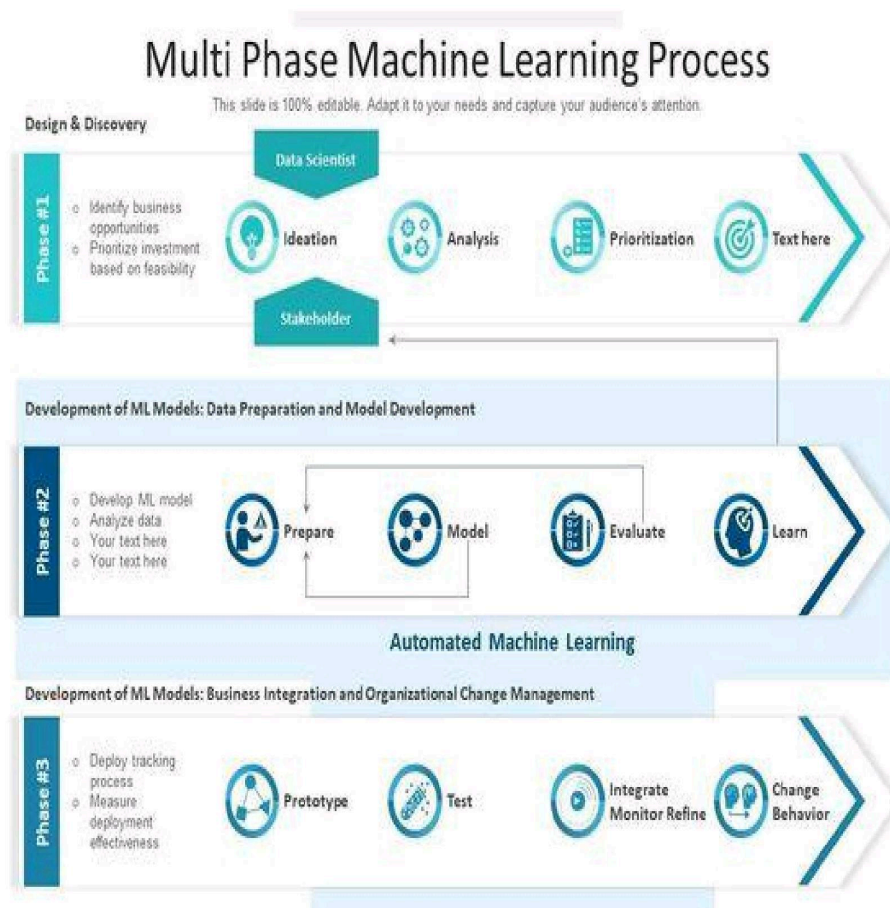 Multi Phase Machine Learning Process
This slide is 100% editable. Adapt it to your needs and capture your audience's attention.
Design & Discovery
Phase #1
Identify business
opportunities
Prioritize investment
based on feasibility
Data Scientist
Ideation
Stakeholder
Analysis
Prioritization
Text here
Development of ML Models: Data Preparation and Model Development
Phase #2
Develop ML model
Analyze data
Your text here
Your text here
Prepare
Model
Evaluate
Learn
Automated Machine Learning
Development of ML Models: Business Integration and Organizational Change Management
Phase #3
Deploy tracking
process
Measure
deployment
effectiveness
Prototype
Test
Integrate
Monitor Refine
Change
Behavior